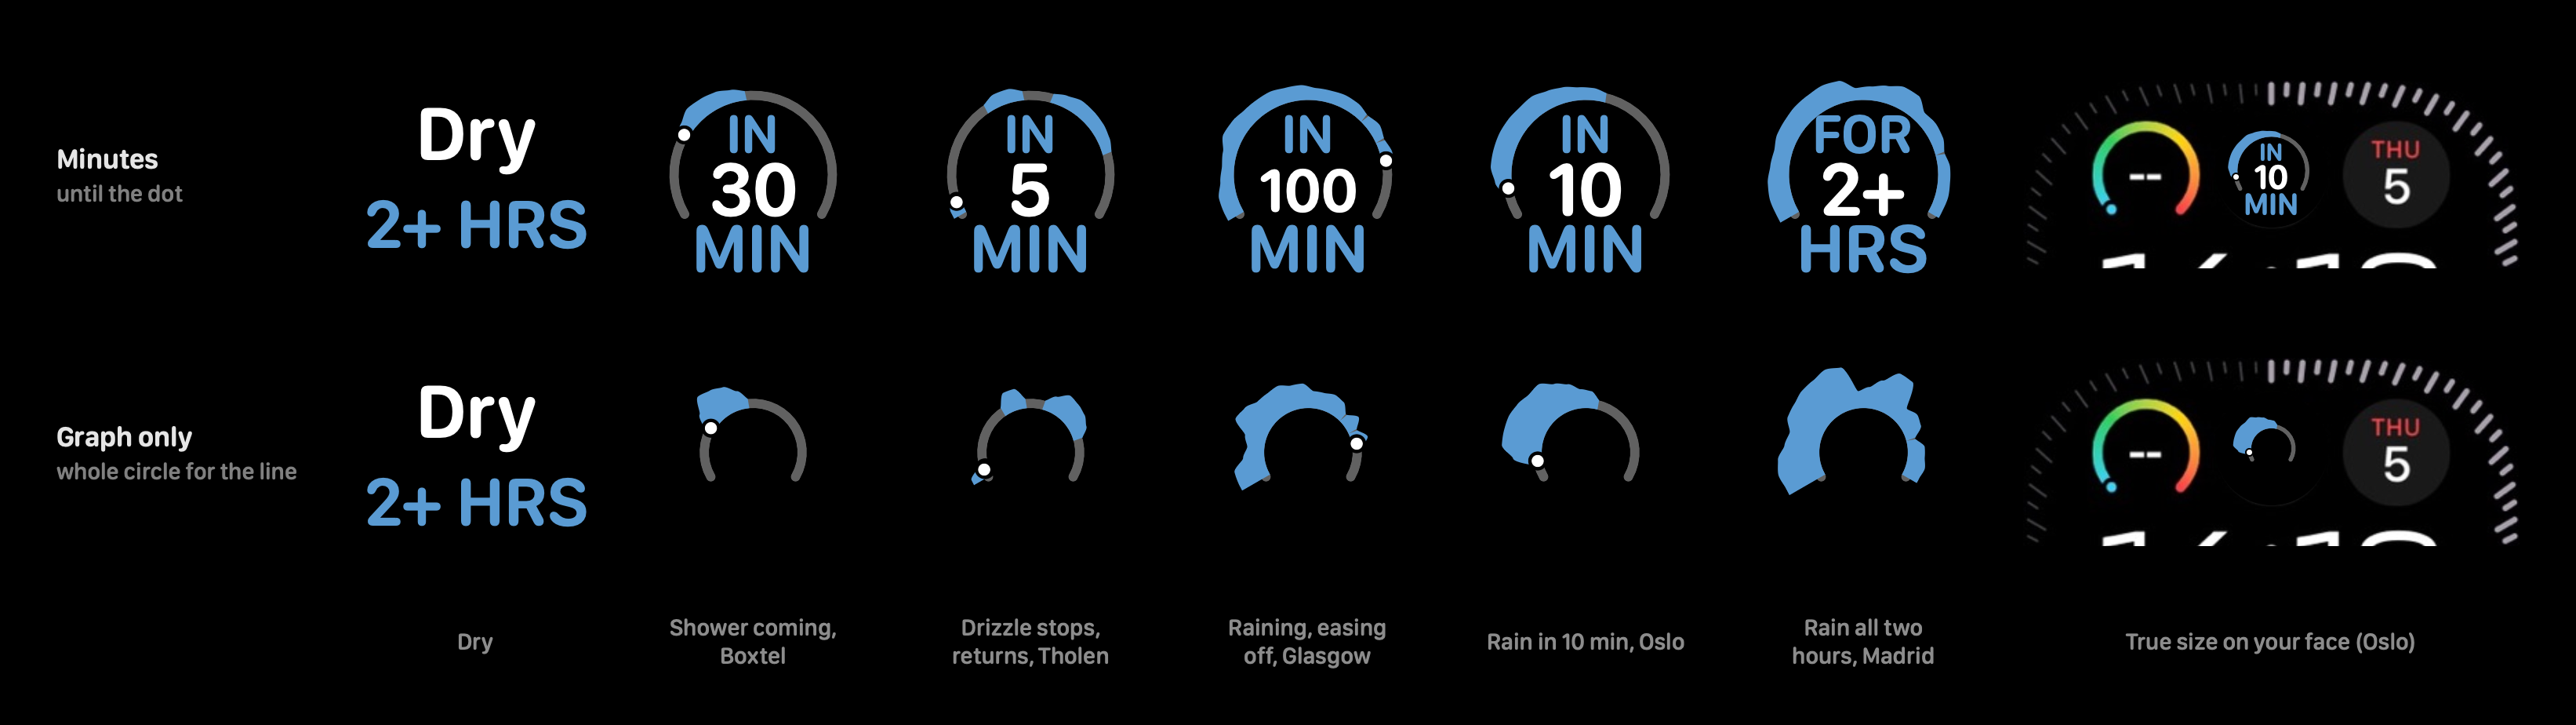 Minutes
until the dot
Dry
2+ HRS
IN
30
MIN
IN
5
MIN
IN
100
MIN
IN
10
MIN
FOR
2+
HRS
--
IN
10
MIN
THU
5
Graph only
whole circle for the line
Dry
2+ HRS
--
THU
5
Dry
Shower coming,
Boxtel
Drizzle stops,
returns, Tholen
Raining, easing
off, Glasgow
Rain in 10 min, Oslo
Rain all two
hours, Madrid
True size on your face (Oslo)